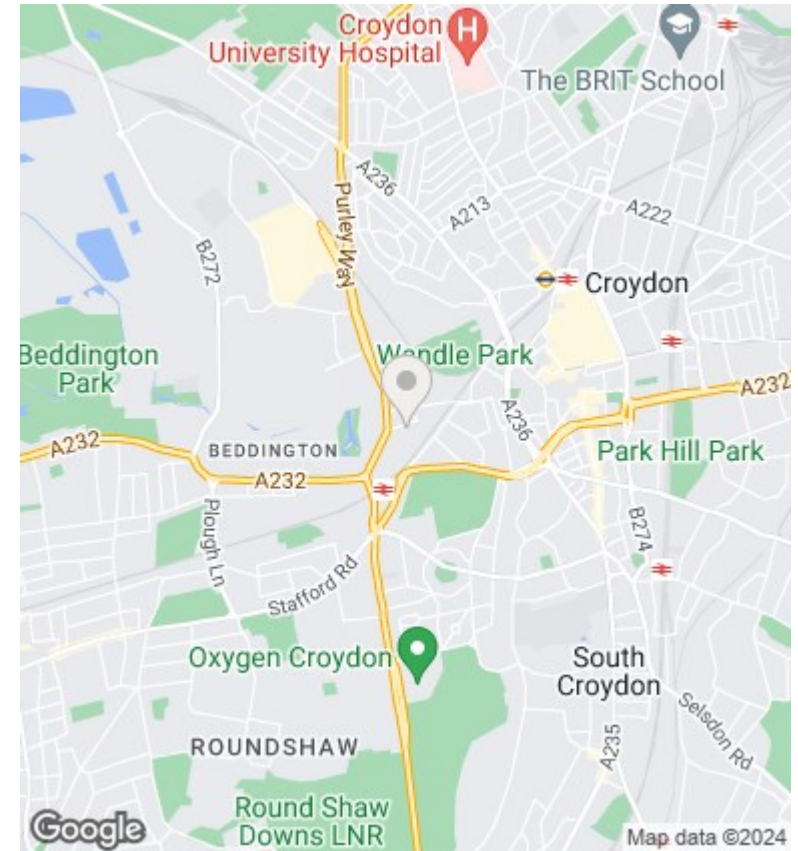 Croydon
University Hospital
H
The BRIT School
A236
Purley Way
A213
A222
B272
Croydon
Beddington
Park
Wandle Park
A232
A236
A232
BEDDINGTON
A232
Park Hill Park
Plough Ln
B274
Stafford Rd
Oxygen Croydon
South
Croydon
Selsdon Rd
A235
ROUNDSHAW
Round Shaw
Downs LNR
Google
Map data ©2024